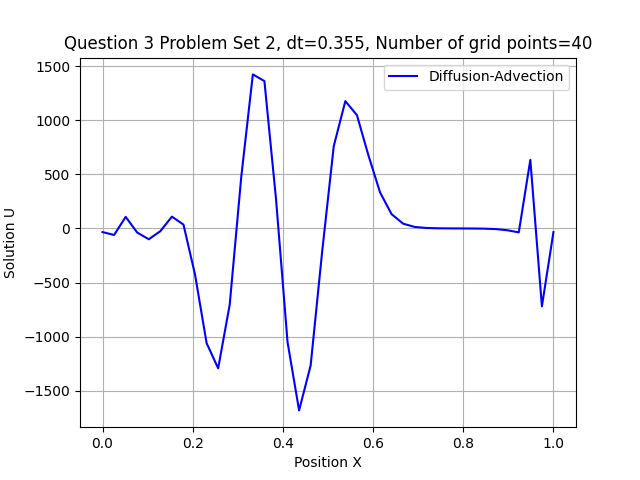 Question 3 Problem Set 2, dt=0.355, Number of grid points=40
Diffusion-Advection
1500
1000
500
0
−500
−1000
−1500
Solution U
0.0 0.2 0.4 0.6 0.8 1.0
Position X